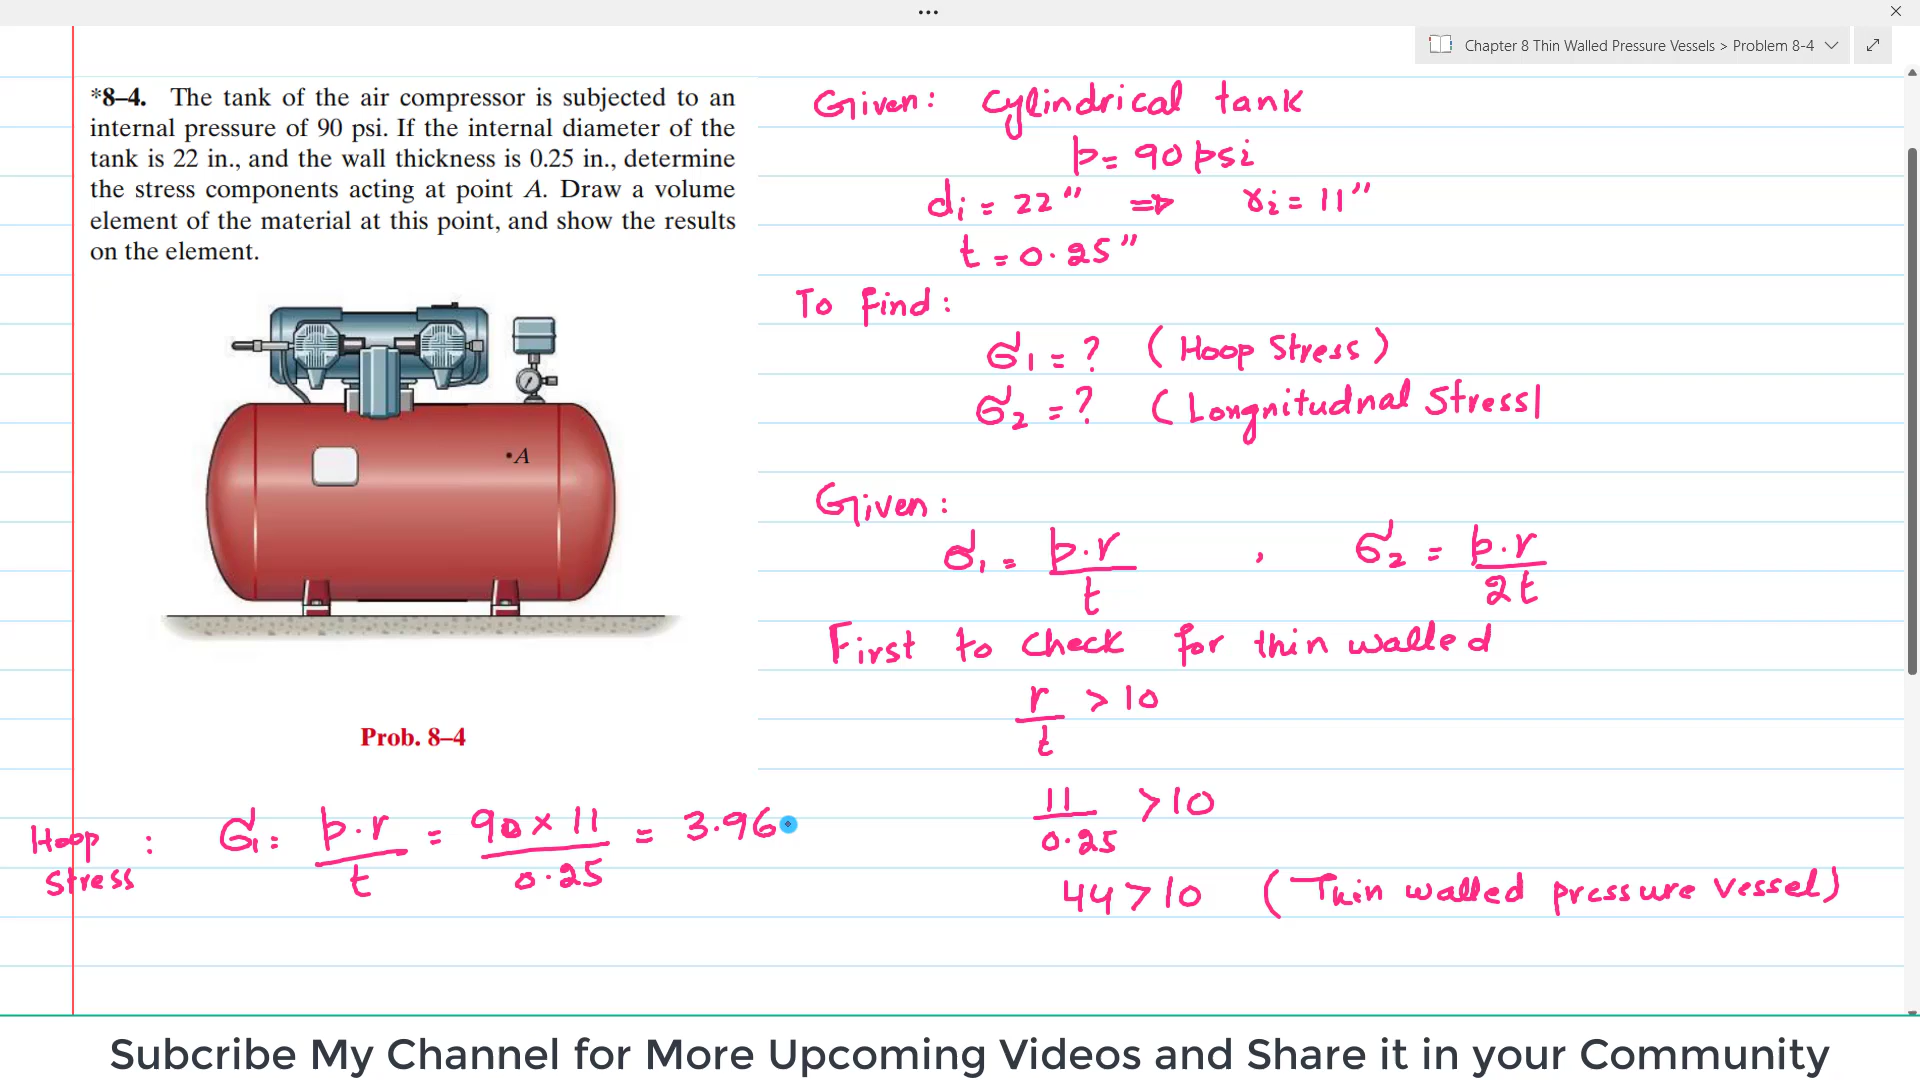 ...
Chapter 8 Thin Walled Pressure Vessels > Problem 8-4
*8–4. The tank of the air compressor is subjected to an
internal pressure of 90 psi. If the internal diameter of the
tank is 22 in., and the wall thickness is 0.25 in., determine
the stress components acting at point A. Draw a volume
element of the material at this point, and show the results
on the element.
•A
Prob. 8–4
Given: Cylindrical tank
p = 90 psi
di = 22" => ri = 11"
t = 0.25"
To Find:
σ1 = ? (Hoop Stress)
σ2 = ? (Longnitudnal Stress|
Given:
σ1 = p.r/t , σ2 = p.r/2t
First to check for thin walled
r/t > 10
11/0.25 > 10
44 > 10 (Thin walled pressure vessel)
Hoop Stress : σ1 = p.r/t = 90 × 11/0.25 = 3.96
Subcribe My Channel for More Upcoming Videos and Share it in your Community